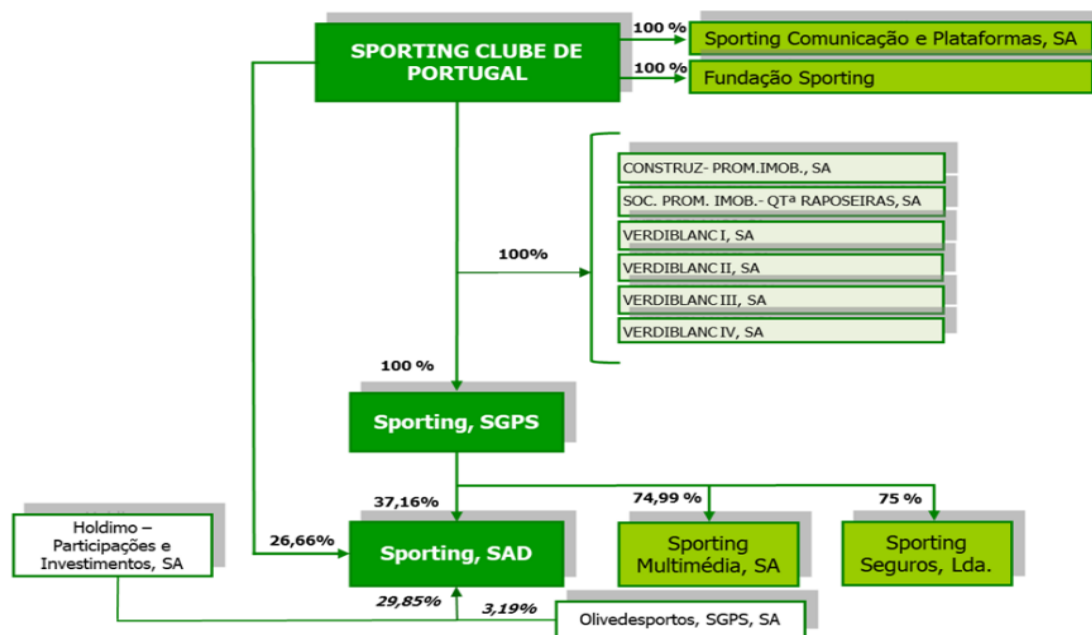 SPORTING CLUBE DE
PORTUGAL
100 %
Sporting Comunicação e Plataformas, SA
100 %
Fundação Sporting
CONSTRUZ- PROM.IMOB., SA
SOC. PROM. IMOB.- QTª RAPOSEIRAS, SA
VERDIBLANC I, SA
100%
VERDIBLANC II, SA
VERDIBLANC III, SA
VERDIBLANC IV, SA
100 %
Sporting, SGPS
37,16%
74,99 %
75 %
Holdimo –
Participações e
Investimentos, SA
26,66%
Sporting, SAD
Sporting
Multimédia, SA
Sporting
Seguros, Lda.
29,85%
3,19%
Olivedesportos, SGPS, SA